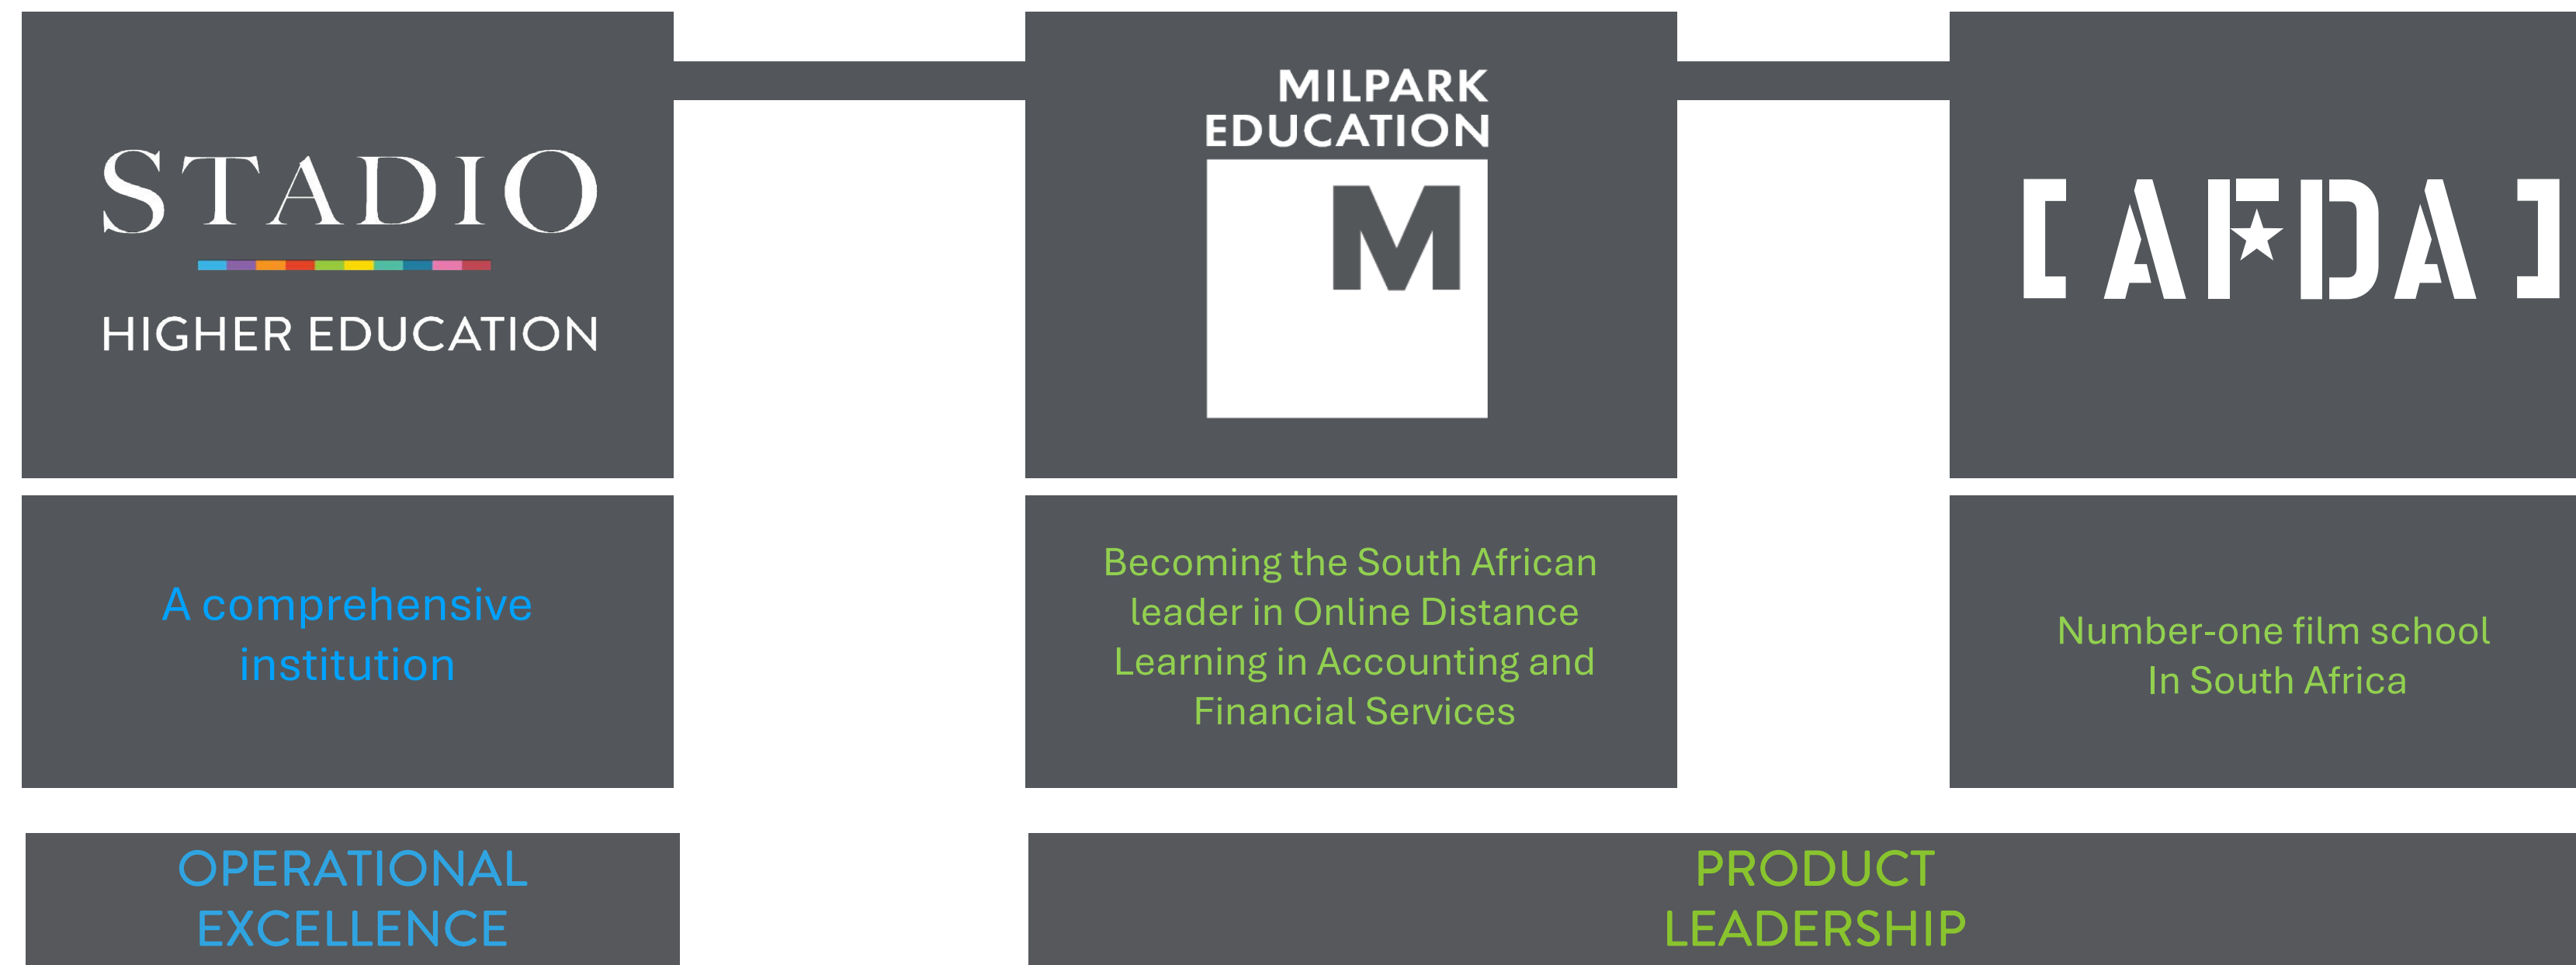 STADIO
HIGHER EDUCATION
MILPARK
EDUCATION
M
[AFDA]
A comprehensive
institution
Becoming the South African
leader in Online Distance
Learning in Accounting and
Financial Services
Number-one film school
In South Africa
OPERATIONAL
EXCELLENCE
PRODUCT
LEADERSHIP